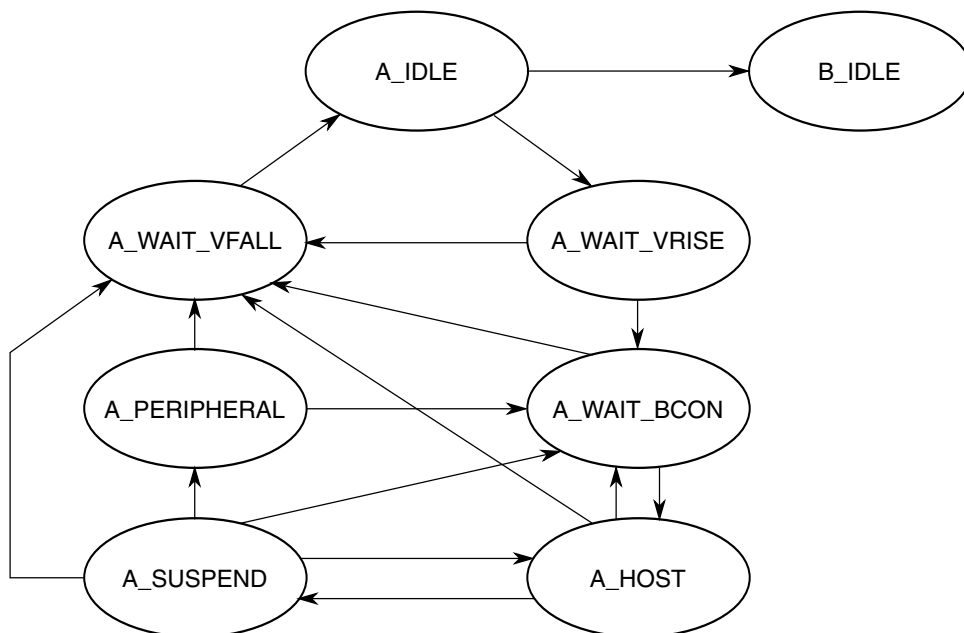 A_IDLE
B_IDLE
A_WAIT_VFALL
A_WAIT_VRISE
A_PERIPHERAL
A_WAIT_BCON
A_SUSPEND
A_HOST